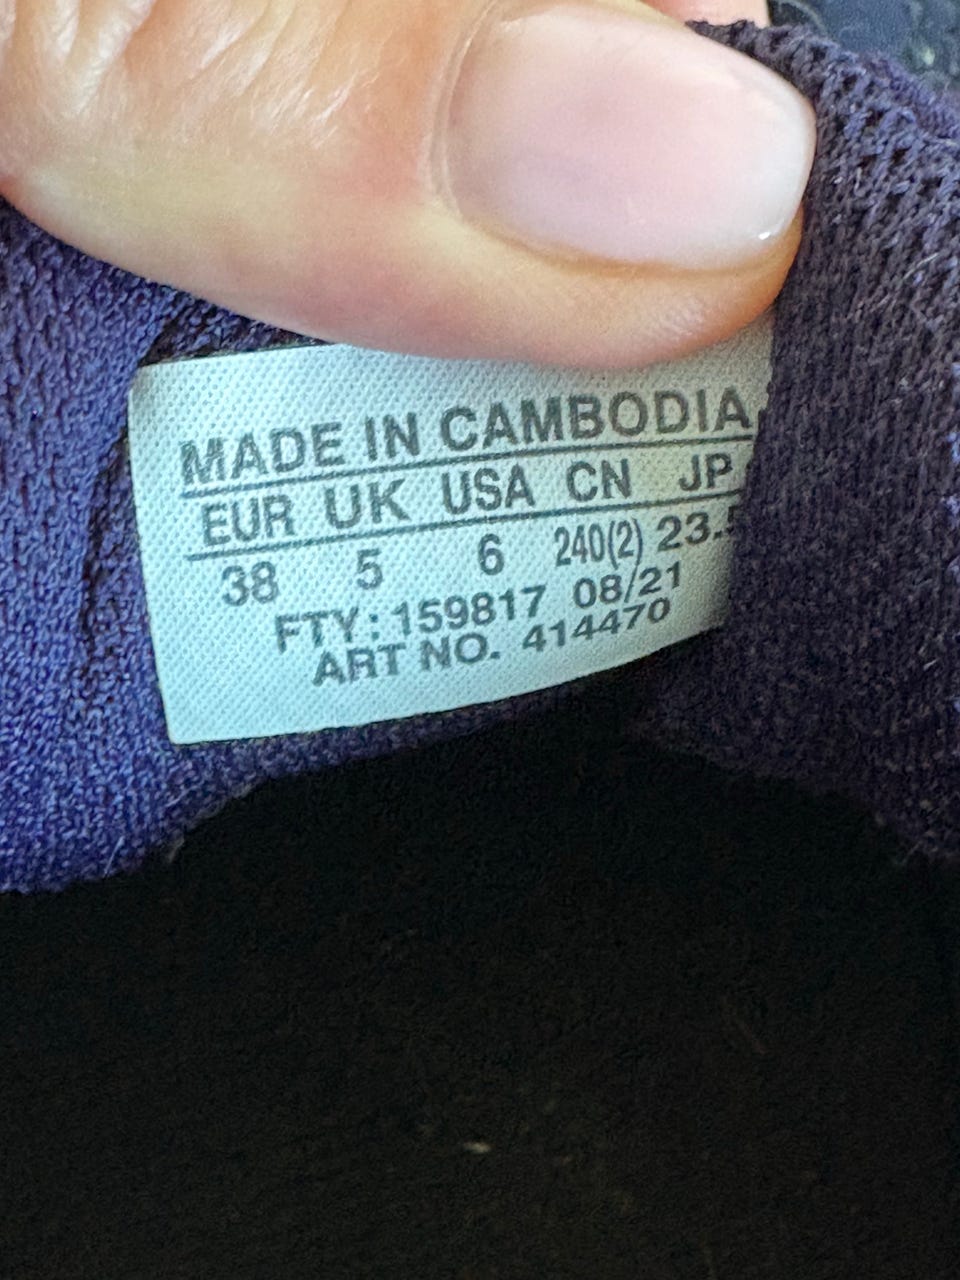 MADE IN CAMBODIA
EUR UK USA CN JP
38 5 6 240(2) 23.5
FTY: 159817 08/21
ART NO. 414470